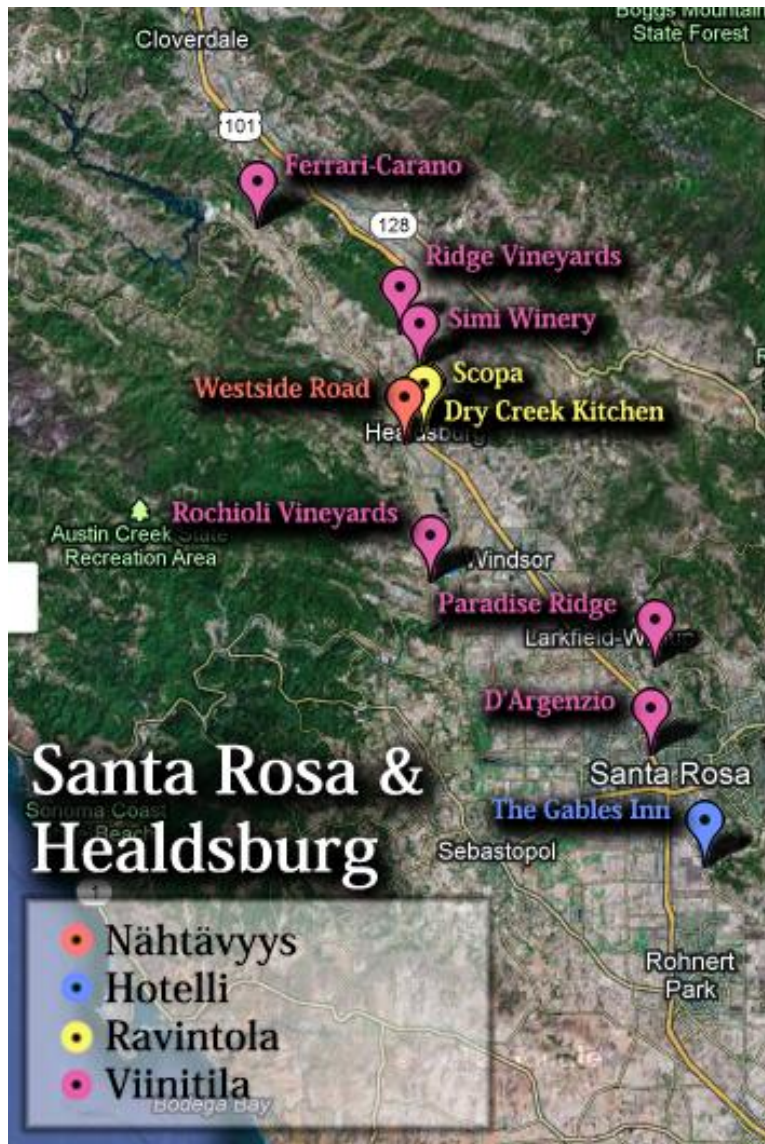 Boggs Mountain
State Forest
Cloverdale
101
Ferrari-Carano
128
Ridge Vineyards
Simi Winery
Scopa
Westside Road
Dry Creek Kitchen
Healdsburg
Rochioli Vineyards
Austin Creek State
Recreation Area
Windsor
Paradise Ridge
D'Argenzio
Santa Rosa &
Healdsburg
Santa Rosa
The Gables Inn
Sonoma Coast
Beach
Sebastopol
1
Nähtävyys
Hotelli
Ravintola
Viinitila
Rohnert
Park
Bodega Bay